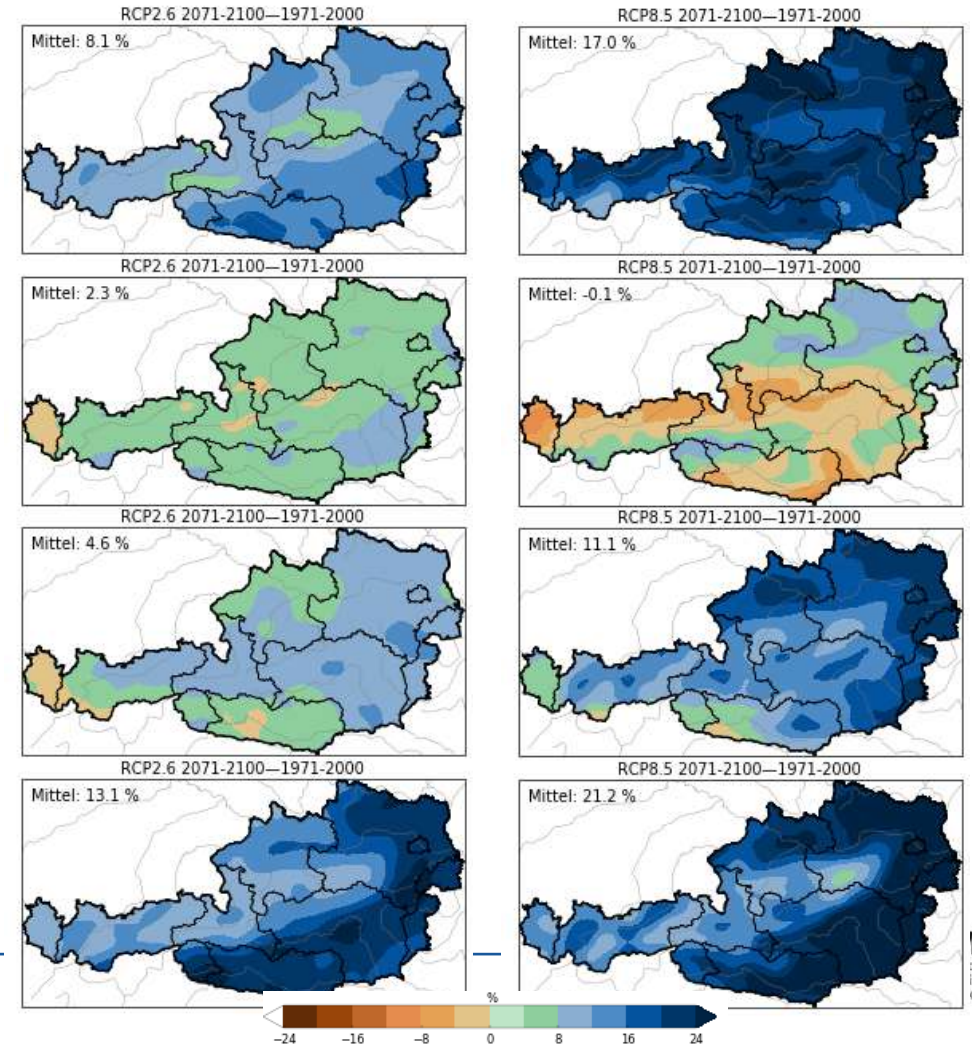 RCP2.6 2071-2100—1971-2000
RCP8.5 2071-2100—1971-2000
Mittel: 8.1 %
Mittel: 17.0 %
RCP2.6 2071-2100—1971-2000
RCP8.5 2071-2100—1971-2000
Mittel: 2.3 %
Mittel: -0.1 %
RCP2.6 2071-2100—1971-2000
RCP8.5 2071-2100—1971-2000
Mittel: 4.6 %
Mittel: 11.1 %
RCP2.6 2071-2100—1971-2000
RCP8.5 2071-2100—1971-2000
Mittel: 13.1 %
Mittel: 21.2 %
%
−24 −16 −8 0 8 16 24